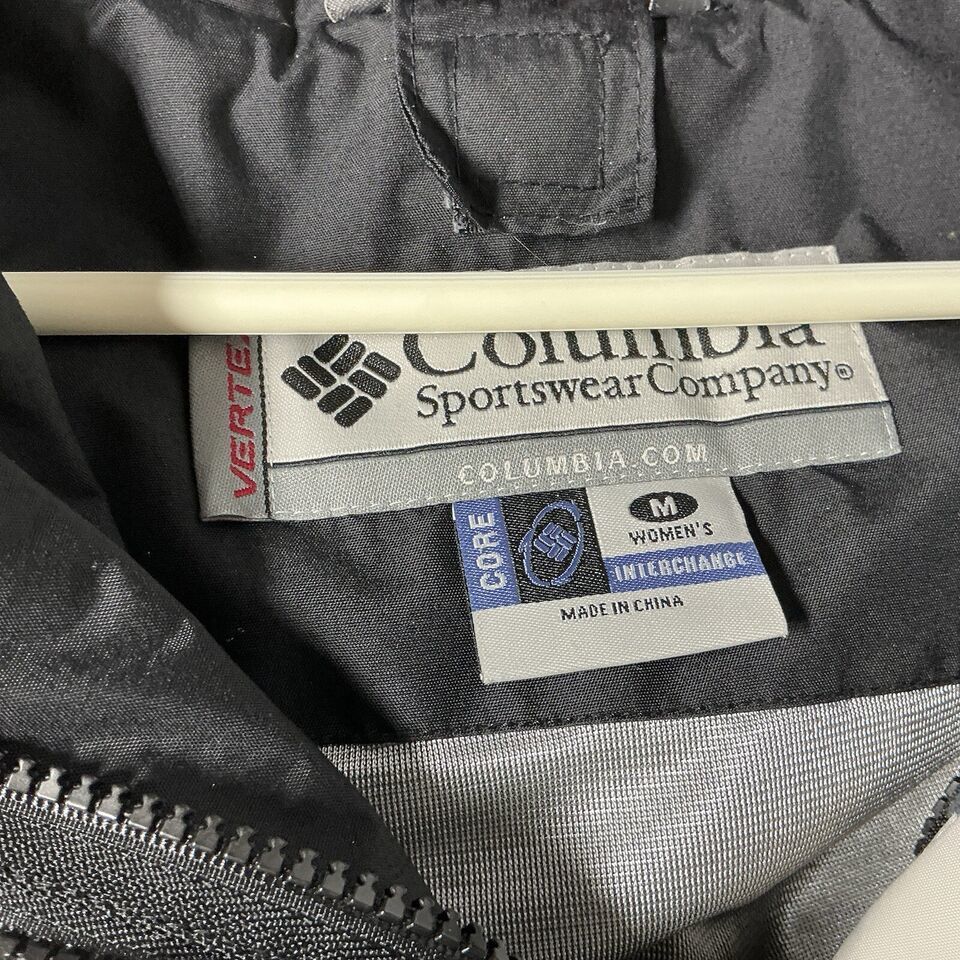 VERTEX
Columbia
Sportswear Company®
COLUMBIA.COM
CORE
M
WOMEN'S
INTERCHANGE
MADE IN CHINA